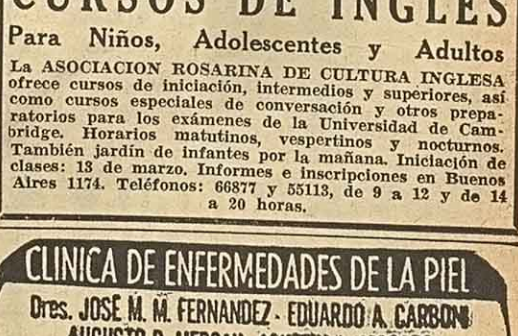 CURSOS DE INGLES
Para Niños, Adolescentes y Adultos
La ASOCIACION ROSARINA DE CULTURA INGLESA
ofrece cursos de iniciación, intermedios y superiores, así
como cursos especiales de conversación y otros prepa-
ratorios para los exámenes de la Universidad de Cam-
bridge. Horarios matutinos, vespertinos y nocturnos.
También jardín de infantes por la mañana. Iniciación de
clases: 13 de marzo. Informes e inscripciones en Buenos
Aires 1174. Teléfonos: 66877 y 55113, de 9 a 12 y de 14
a 20 horas.
CLINICA DE ENFERMEDADES DE LA PIEL
Dres. JOSE M. M. FERNANDEZ - EDUARDO A. CARBONI